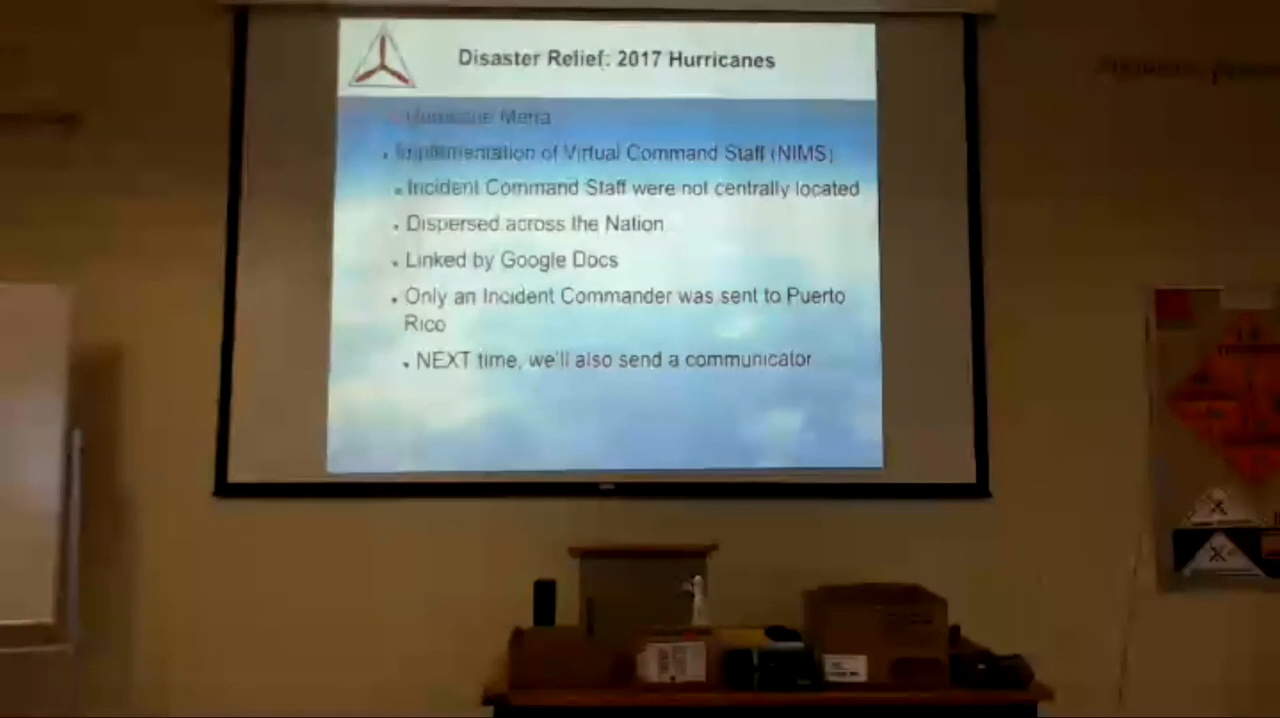 Disaster Relief: 2017 Hurricanes
Hurricane Maria
Implementation of Virtual Command Staff (NIMS)
Incident Command Staff were not centrally located
Dispersed across the Nation
Linked by Google Docs
Only an Incident Commander was sent to Puerto
Rico
NEXT time, we'll also send a communicator